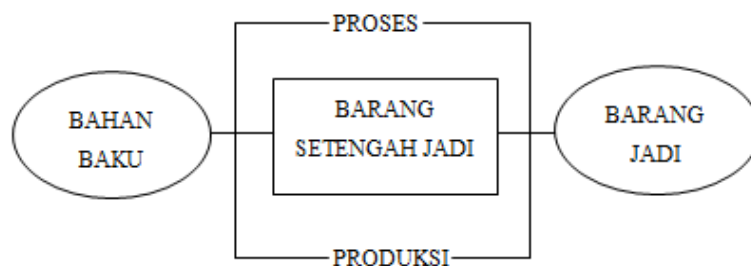 PROSES
BAHAN
BAKU
BARANG
SETENGAH JADI
BARANG
JADI
PRODUKSI